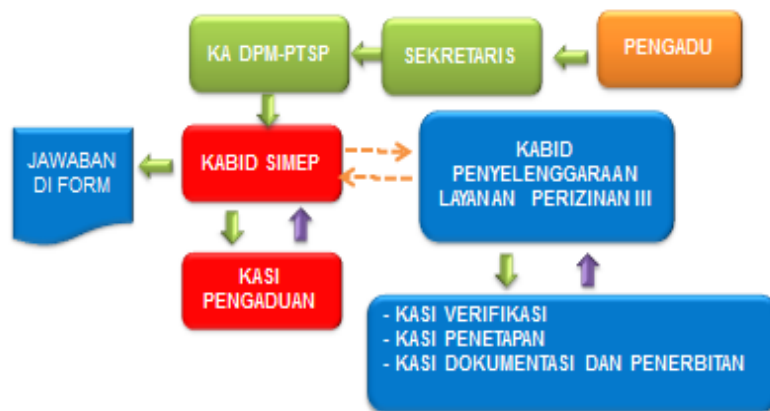 KA DPM-PTSP
SEKRETARIS
PENGADU
JAWABAN
DI FORM
KABID SIMEP
KABID
PENYELENGGARAAN
LAYANAN PERIZINAN III
KASI
PENGADUAN
- KASI VERIFIKASI
- KASI PENETAPAN
- KASI DOKUMENTASI DAN PENERBITAN